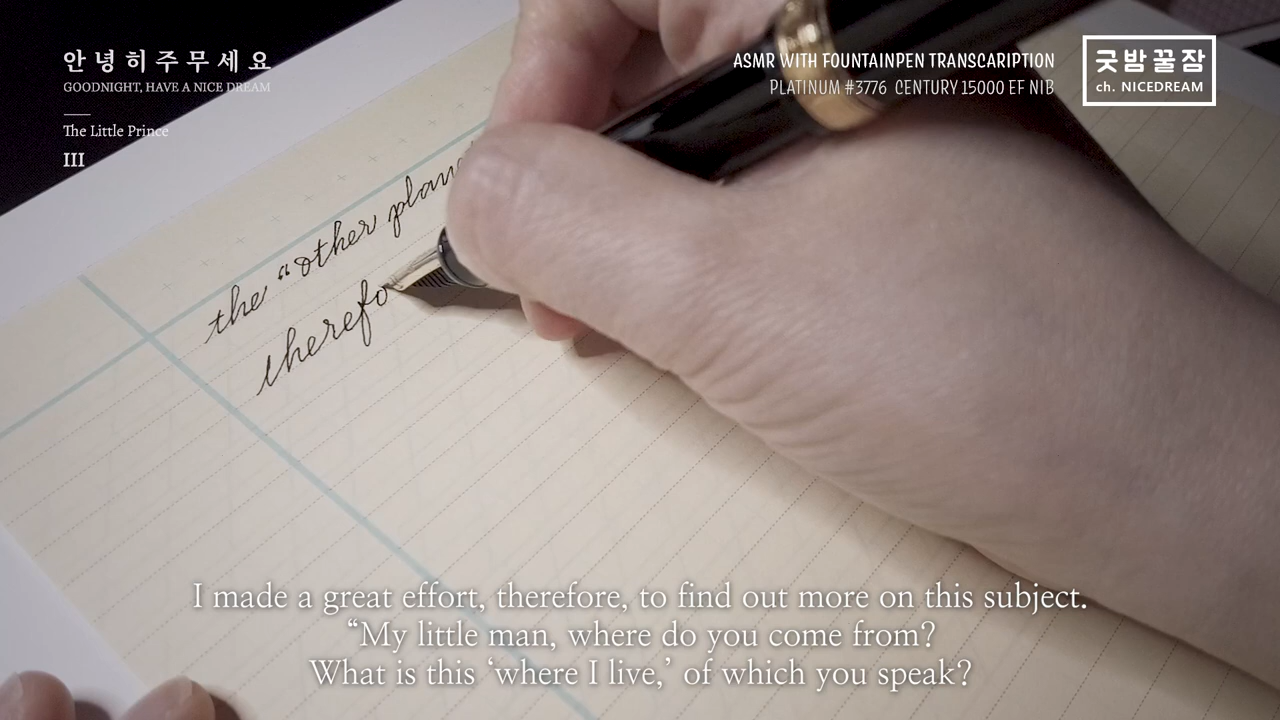 안녕히주무세요
GOODNIGHT, HAVE A NICE DREAM
The Little Prince
III
ASMR WITH FOUNTAINPEN TRANSCRIPTION
PLATINUM #3776 CENTURY 15000 EF NIB
굿밤꿀잠
ch. NICEDREAM
the “other plane
therefo
I made a great effort, therefore, to find out more on this subject.
“My little man, where do you come from?
What is this ‘where I live,’ of which you speak?